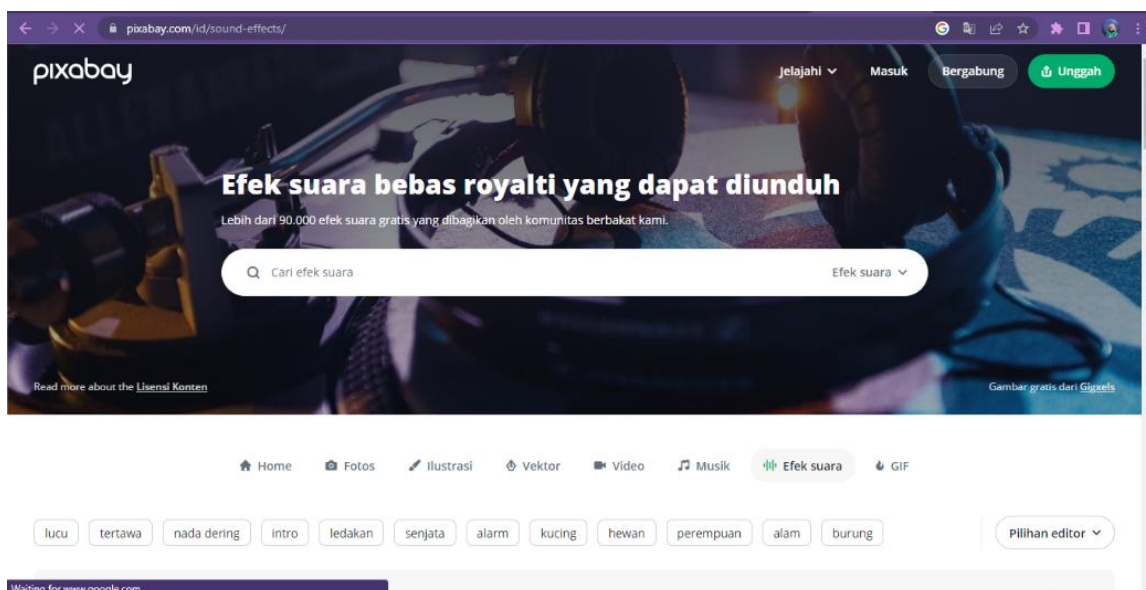 pixabay.com/id/sound-effects/
pixabay
Jelajahi
Masuk
Bergabung
Unggah
Efek suara bebas royalti yang dapat diunduh
Lebih dari 90.000 efek suara gratis yang dibagikan oleh komunitas berbakat kami.
Cari efek suara
Efek suara
Read more about the Lisensi Konten
Gambar gratis dari Gigxels
Home
Fotos
Ilustrasi
Vektor
Video
Musik
Efek suara
GIF
lucu
tertawa
nada dering
intro
ledakan
senjata
alarm
kucing
hewan
perempuan
alam
burung
Pilihan editor
Waiting for www.google.com